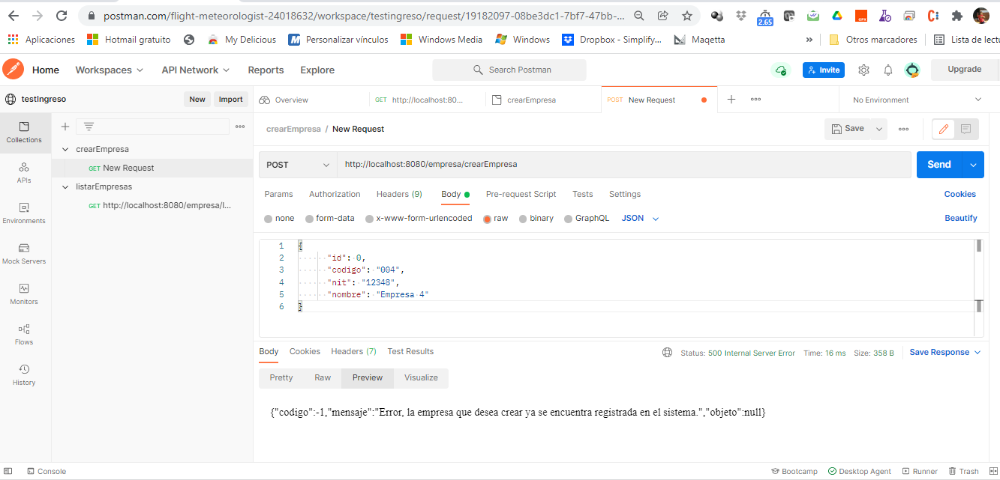 postman.com/flight-meteorologist-24018632/workspace/testingreso/request/19182097-08be3dc1-7bf7-47bb-...
2.65
Aplicaciones Hotmail gratuito My Delicious Personalizar vínculos Windows Media Windows Dropbox - Simplify... Maqetta » Otros marcadores Lista de lectu
Home Workspaces API Network Reports Explore Search Postman Invite Upgrade
testIngreso New Import Overview GET http://localhost:80... crearEmpresa POST New Request No Environment
Collections
APIs
Environments
Mock Servers
Monitors
Flows
History
crearEmpresa
GET New Request
listarEmpresas
GET http://localhost:8080/empresa/l...
crearEmpresa / New Request Save
POST http://localhost:8080/empresa/crearEmpresa Send
Params Authorization Headers (9) Body Pre-request Script Tests Settings Cookies
none form-data x-www-form-urlencoded raw binary GraphQL JSON Beautify
1 {
2 "id": 0,
3 "codigo": "004",
4 "nit": "12348",
5 "nombre": "Empresa 4"
6 }
Body Cookies Headers (7) Test Results Status: 500 Internal Server Error Time: 16 ms Size: 358 B Save Response
Pretty Raw Preview Visualize
{"codigo":-1,"mensaje":"Error, la empresa que desea crear ya se encuentra registrada en el sistema.","objeto":null}
Console Bootcamp Desktop Agent Runner Trash